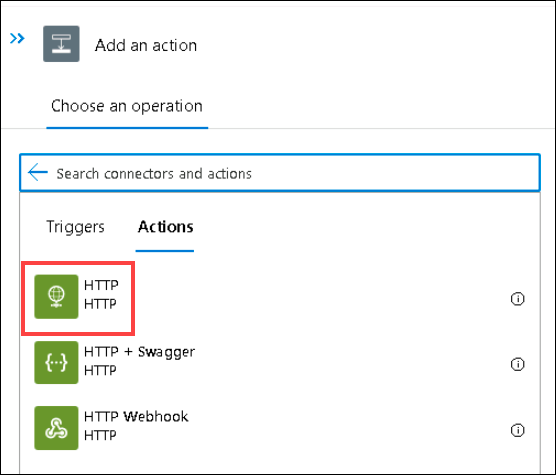 Add an action
Choose an operation
Search connectors and actions
Triggers Actions
HTTP
HTTP
HTTP + Swagger
HTTP
HTTP Webhook
HTTP